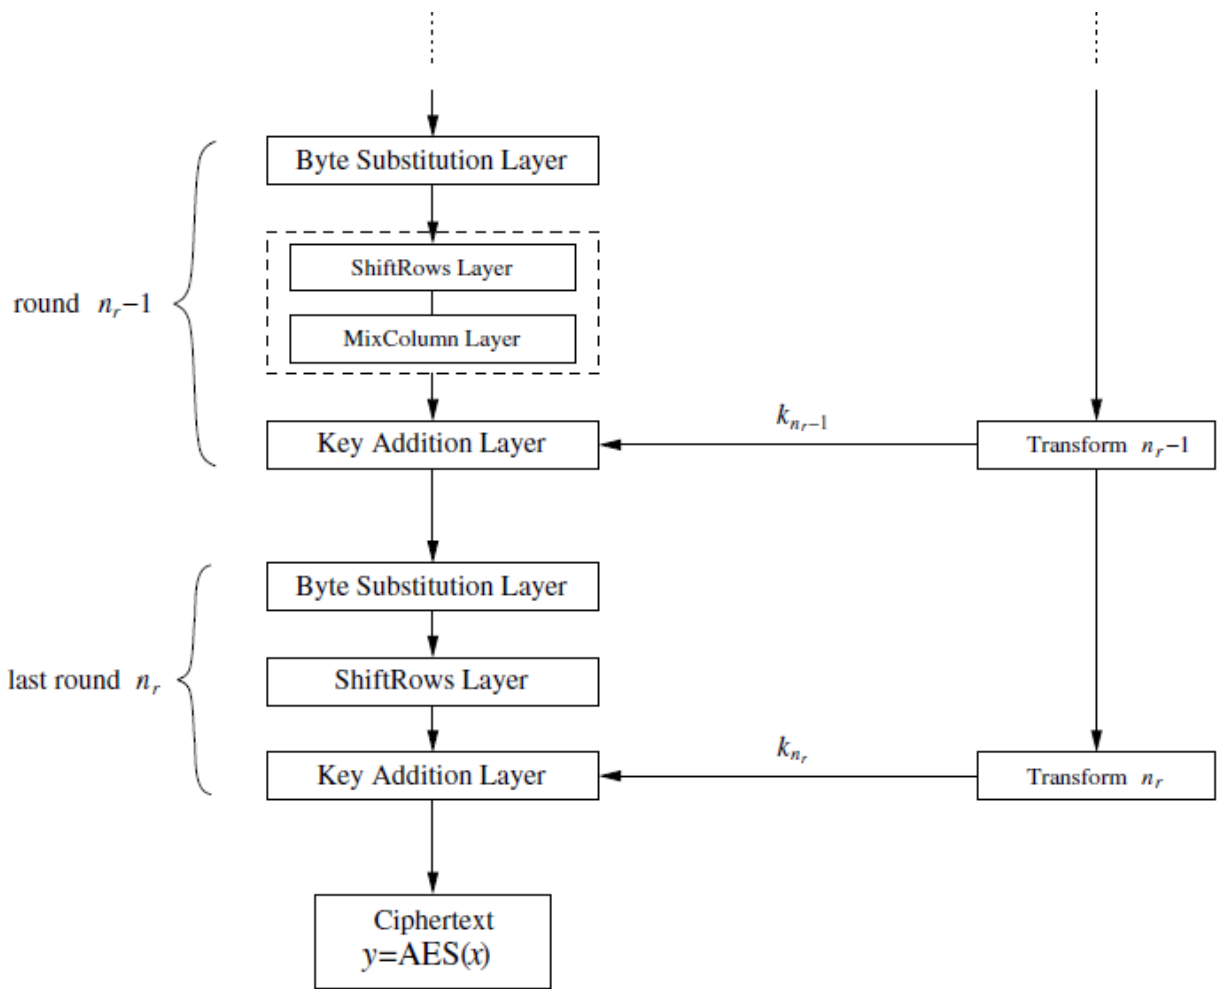 Byte Substitution Layer
ShiftRows Layer
round n_r−1
MixColumn Layer
k_{n_r−1}
Key Addition Layer
Transform n_r−1
Byte Substitution Layer
last round n_r
ShiftRows Layer
k_{n_r}
Key Addition Layer
Transform n_r
Ciphertext
y=AES(x)